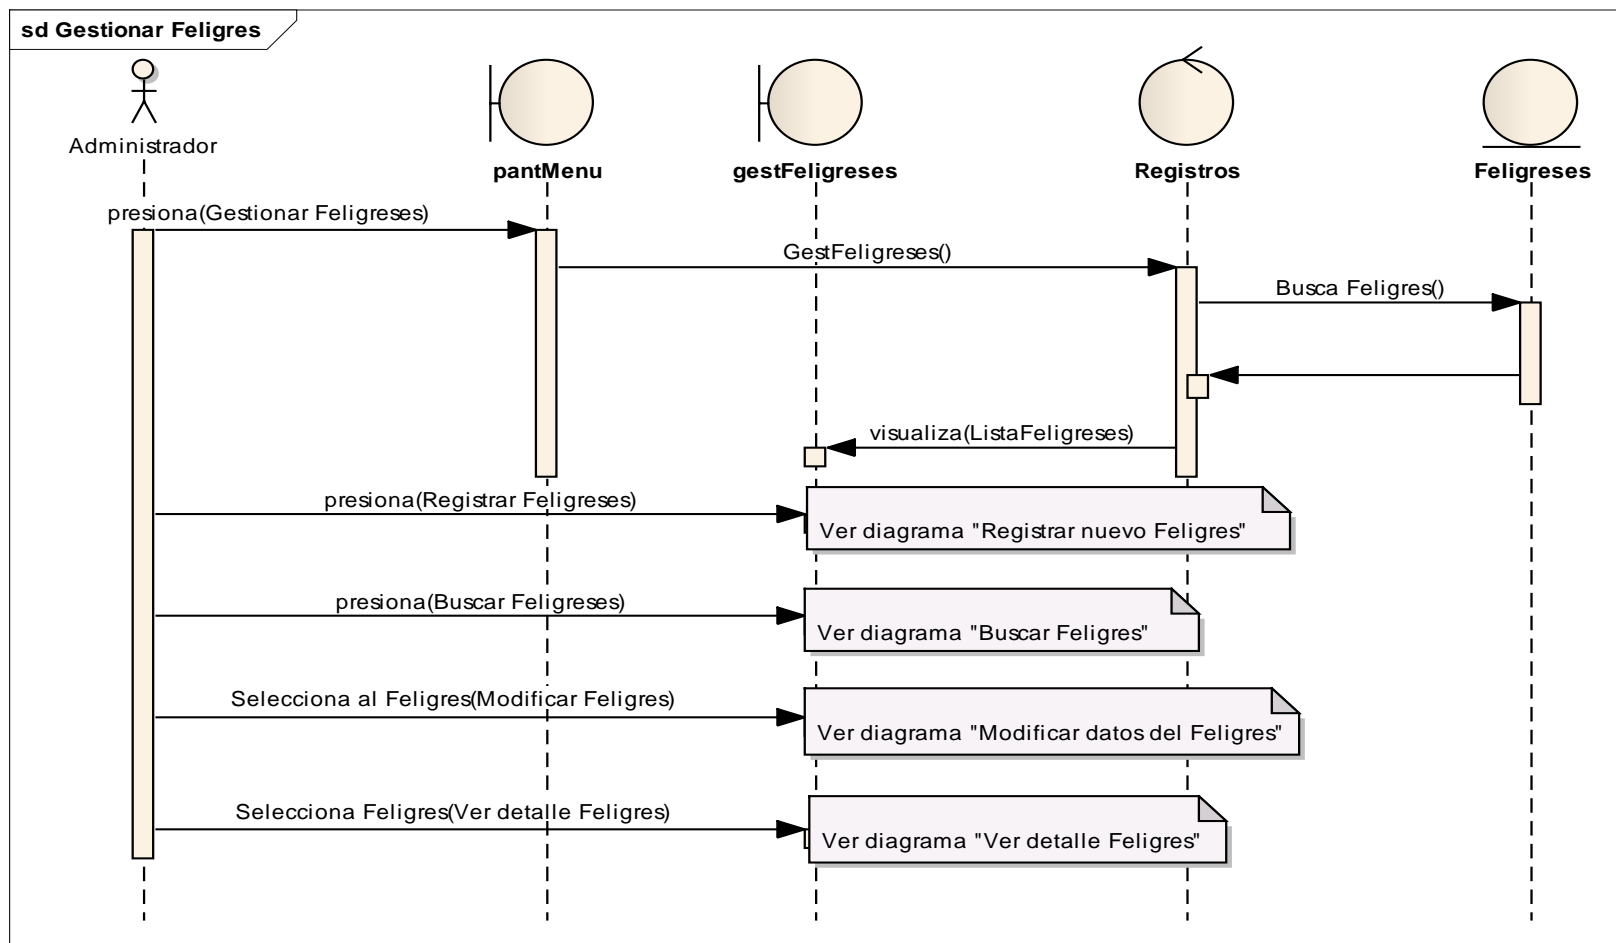 sd Gestionar Feligres
Administrador
pantMenu
gestFeligreses
Registros
Feligreses
presiona(Gestionar Feligreses)
GestFeligreses()
Busca Feligres()
visualiza(ListaFeligreses)
presiona(Registrar Feligreses)
Ver diagrama "Registrar nuevo Feligres"
presiona(Buscar Feligreses)
Ver diagrama "Buscar Feligres"
Selecciona al Feligres(Modificar Feligres)
Ver diagrama "Modificar datos del Feligres"
Selecciona Feligres(Ver detalle Feligres)
Ver diagrama "Ver detalle Feligres"